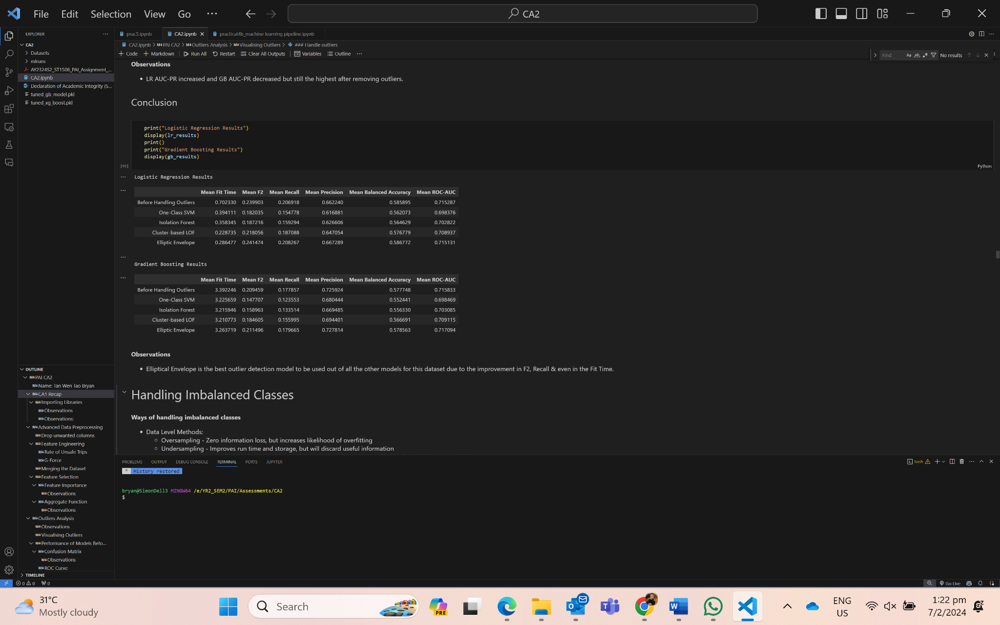 File Edit Selection View Go ··· CA2
EXPLORER ···
CA2
Datasets
mlruns
AY2324S2_ST1508_PAI_Assignment_...
CA2.ipynb
Declaration of Academic Integrity (S...
tuned_gb_model.pkl
tuned_xg_boost.pkl
prac5.ipynb CA2.ipynb practical4b_machine learning pipeline.ipynb
CA2.ipynb > M↓PAI CA2 > M↓Outliers Analysis > M↓Visualising Outliers > ### Handle outliers
+ Code + Markdown Run All Restart Clear All Outputs Variables Outline ···
Find Aa ab No results
Observations
• LR AUC-PR increased and GB AUC-PR decreased but still the highest after removing outliers.
Conclusion
print("Logistic Regression Results")
display(lr_results)
print()
print("Gradient Boosting Results")
display(gb_results)
[92] Python
Logistic Regression Results
Mean Fit Time Mean F2 Mean Recall Mean Precision Mean Balanced Accuracy Mean ROC-AUC
Before Handling Outliers 0.702330 0.239903 0.206918 0.662240 0.585895 0.715287
One-Class SVM 0.394111 0.182035 0.154778 0.616881 0.562073 0.698376
Isolation Forest 0.358345 0.187216 0.159294 0.626606 0.564629 0.702822
Cluster-based LOF 0.228735 0.218056 0.187088 0.647054 0.576779 0.708937
Elliptic Envelope 0.286477 0.241474 0.208267 0.667289 0.586772 0.715131
Gradient Boosting Results
Mean Fit Time Mean F2 Mean Recall Mean Precision Mean Balanced Accuracy Mean ROC-AUC
Before Handling Outliers 3.392246 0.209459 0.177857 0.725924 0.577748 0.715833
One-Class SVM 3.225659 0.147707 0.123553 0.680444 0.552441 0.698469
Isolation Forest 3.215946 0.158963 0.133514 0.669485 0.556330 0.703085
Cluster-based LOF 3.210773 0.184605 0.155995 0.694401 0.566691 0.709115
Elliptic Envelope 3.263719 0.211496 0.179665 0.727814 0.578563 0.717094
Observations
• Elliptical Envelope is the best outlier detection model to be used out of all the other models for this dataset due to the improvement in F2, Recall & even in the Fit Time.
Handling Imbalanced Classes
Ways of handling imbalanced classes
• Data Level Methods:
○ Oversampling - Zero information loss, but increases likelihood of overfitting
○ Undersampling - Improves run time and storage, but will discard useful information
OUTLINE
M↓PAI CA2
M↓Name: Tan Wen Tao Bryan
M↓CA1 Recap
M↓Importing Libraries
M↓Observations
M↓Observations:
M↓Advanced Data Preprocessing
M↓Drop unwanted columns
M↓Feature Engineering
M↓Rate of Unsafe Trips
M↓G-Force
M↓Merging the Dataset
M↓Feature Selection
M↓Feature Importance
M↓Observations
M↓Aggregate Function
M↓Observations
M↓Outliers Analysis
M↓Observations
M↓Visualising Outliers
M↓Performance of Models Befo...
M↓Confusion Matrix
M↓Observations
M↓ROC Curve
TIMELINE
PROBLEMS OUTPUT DEBUG CONSOLE TERMINAL PORTS JUPYTER
bash
* History restored
bryan@SimonDell3 MINGW64 /e/YR2_SEM2/PAI/Assessments/CA2
$
0 0 0 Go Live
31°C
Mostly cloudy
Search
PRE
ENG
US
1:22 pm
7/2/2024